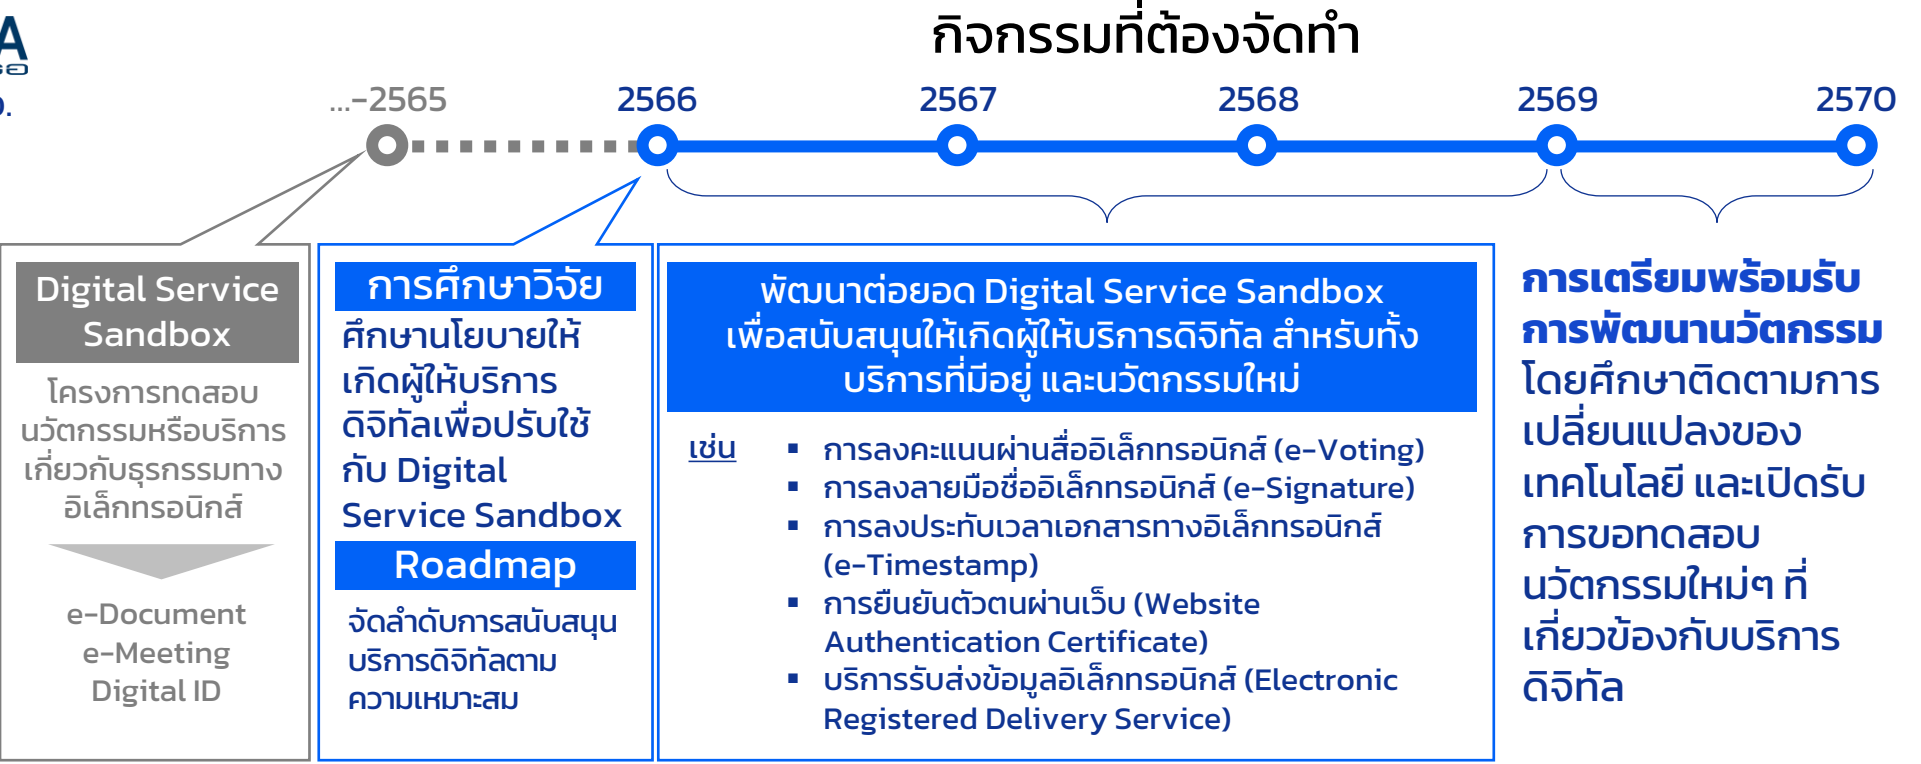 กิจกรรมที่ต้องจัดทำ
...-2565
2566
2567
2568
2569
2570
Digital Service
Sandbox
โครงการทดสอบ
นวัตกรรมหรือบริการ
เกี่ยวกับธุรกรรมทาง
อิเล็กทรอนิกส์
e-Document
e-Meeting
Digital ID
การศึกษาวิจัย
ศึกษานโยบายให้
เกิดผู้ให้บริการ
ดิจิทัลเพื่อปรับใช้
กับ Digital
Service Sandbox
Roadmap
จัดลำดับการสนับสนุน
บริการดิจิทัลตาม
ความเหมาะสม
พัฒนาต่อยอด Digital Service Sandbox
เพื่อสนับสนุนให้เกิดผู้ให้บริการดิจิทัล สำหรับทั้ง
บริการที่มีอยู่ และนวัตกรรมใหม่
เช่น ▪ การลงคะแนนผ่านสื่ออิเล็กทรอนิกส์ (e-Voting)
▪ การลงลายมือชื่ออิเล็กทรอนิกส์ (e-Signature)
▪ การลงประทับเวลาเอกสารทางอิเล็กทรอนิกส์
(e-Timestamp)
▪ การยืนยันตัวตนผ่านเว็บ (Website
Authentication Certificate)
▪ บริการรับส่งข้อมูลอิเล็กทรอนิกส์ (Electronic
Registered Delivery Service)
การเตรียมพร้อมรับ
การพัฒนานวัตกรรม
โดยศึกษาติดตามการ
เปลี่ยนแปลงของ
เทคโนโลยี และเปิดรับ
การขอทดสอบ
นวัตกรรมใหม่ๆ ที่
เกี่ยวข้องกับบริการ
ดิจิทัล